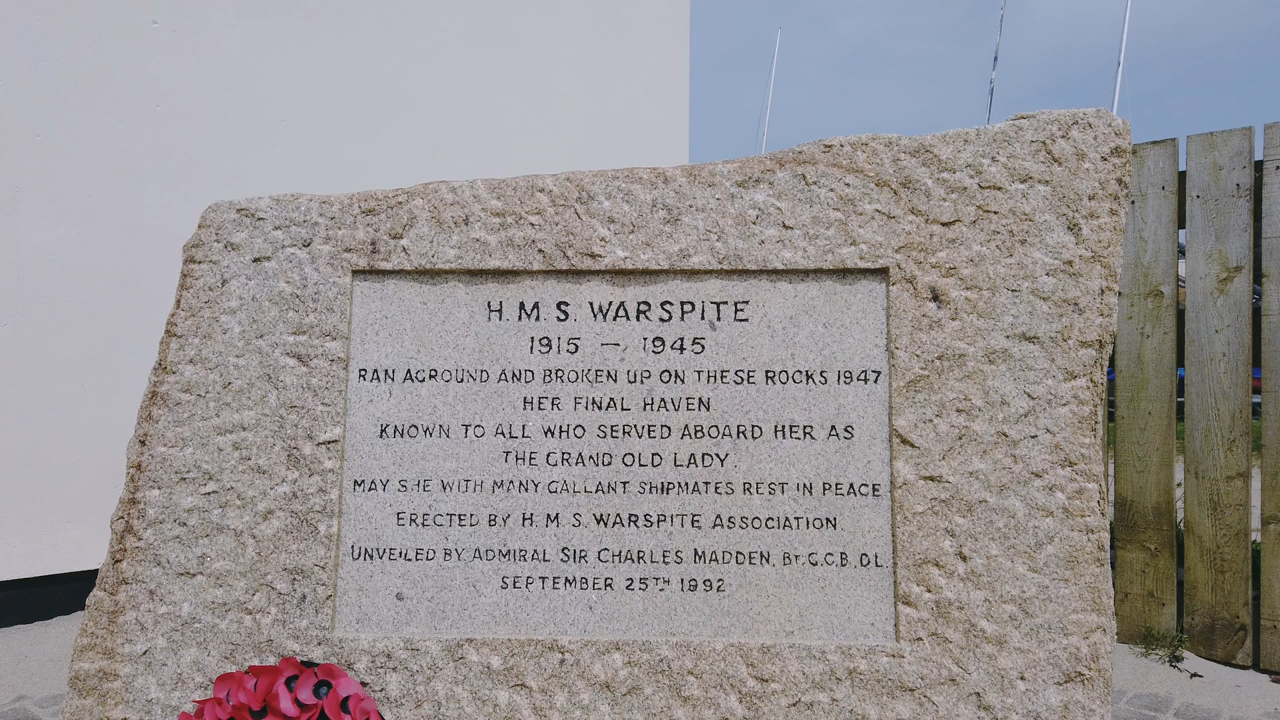 H.M.S. WARSPITE
1915 — 1945
RAN AGROUND AND BROKEN UP ON THESE ROCKS 1947
HER FINAL HAVEN
KNOWN TO ALL WHO SERVED ABOARD HER AS
THE GRAND OLD LADY.
MAY SHE WITH MANY GALLANT SHIPMATES REST IN PEACE
ERECTED BY H.M.S. WARSPITE ASSOCIATION.
UNVEILED BY ADMIRAL SIR CHARLES MADDEN, BT. G.C.B. DL.
SEPTEMBER 25TH 1992